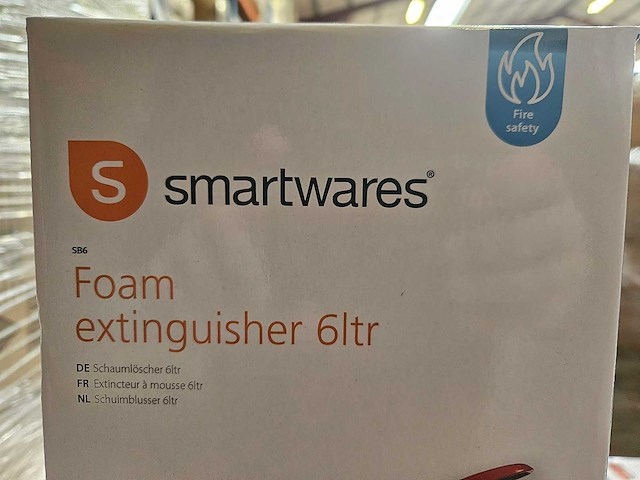 Fire
safety
S smartwares®
SB6
Foam
extinguisher 6ltr
DE Schaumlöscher 6ltr
FR Extincteur à mousse 6ltr
NL Schuimblusser 6ltr